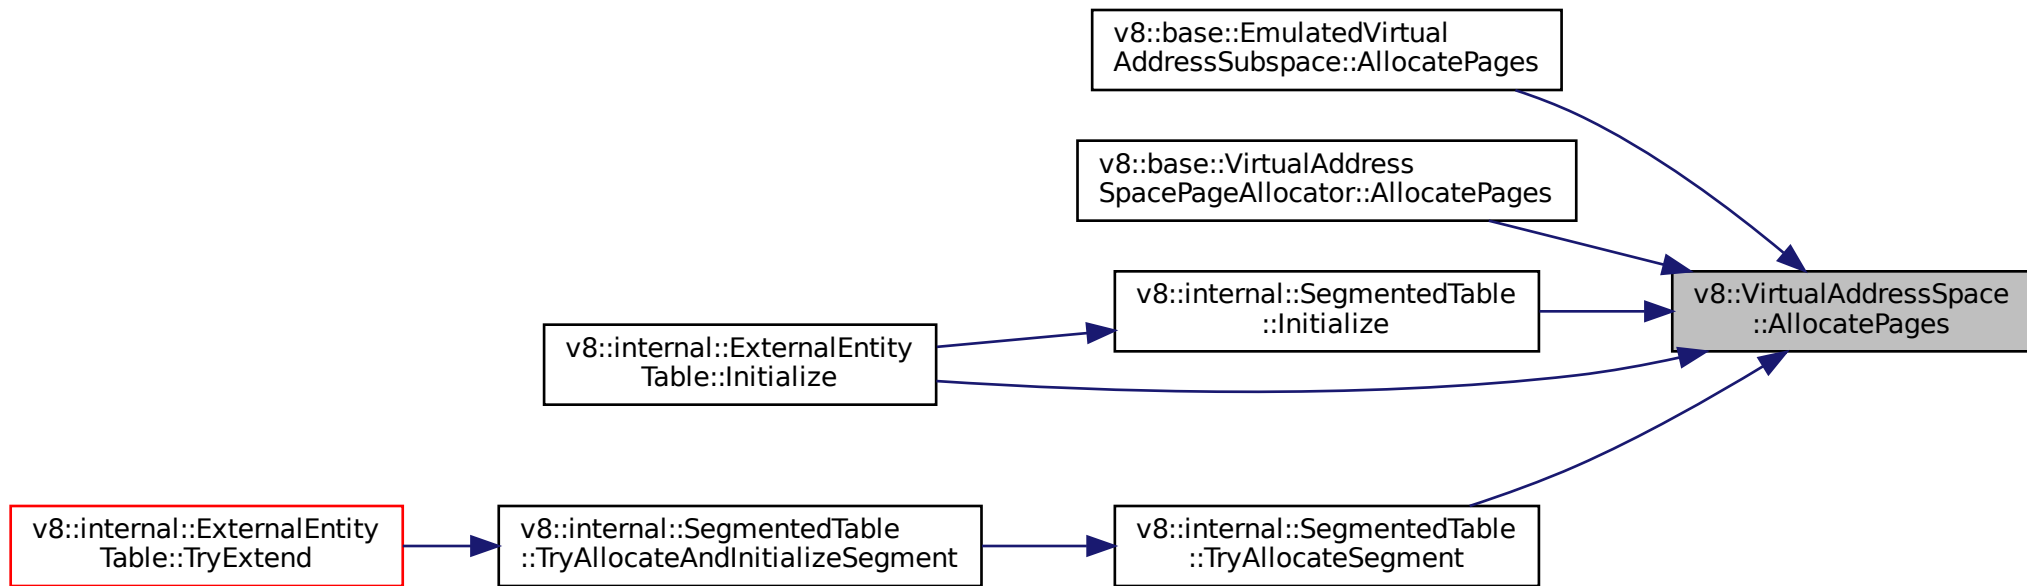 v8::base::EmulatedVirtual
AddressSubspace::AllocatePages
v8::base::VirtualAddress
SpacePageAllocator::AllocatePages
v8::internal::SegmentedTable
::Initialize
v8::VirtualAddressSpace
::AllocatePages
v8::internal::ExternalEntity
Table::Initialize
v8::internal::ExternalEntity
Table::TryExtend
v8::internal::SegmentedTable
::TryAllocateAndInitializeSegment
v8::internal::SegmentedTable
::TryAllocateSegment